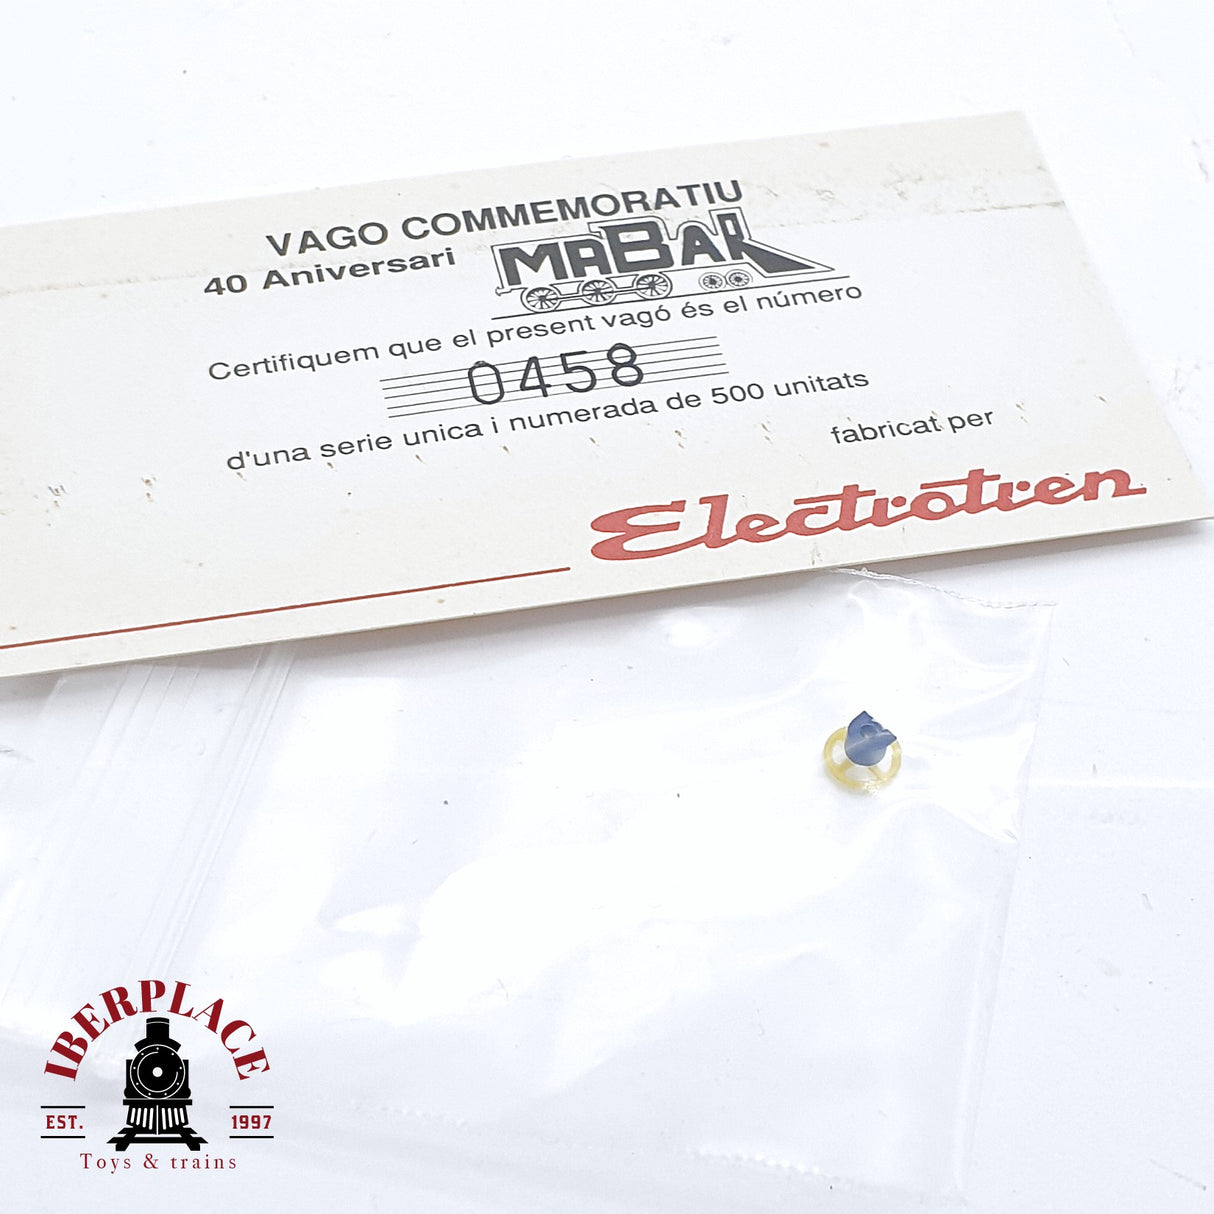 VAGO COMMEMORATIU
40 Aniversari MABAR
Certifiquem que el present vagó és el número
0458
d'una serie unica i numerada de 500 unitats
fabricat per
Electrotren
IBERPLACE
EST. 1997
Toys & trains